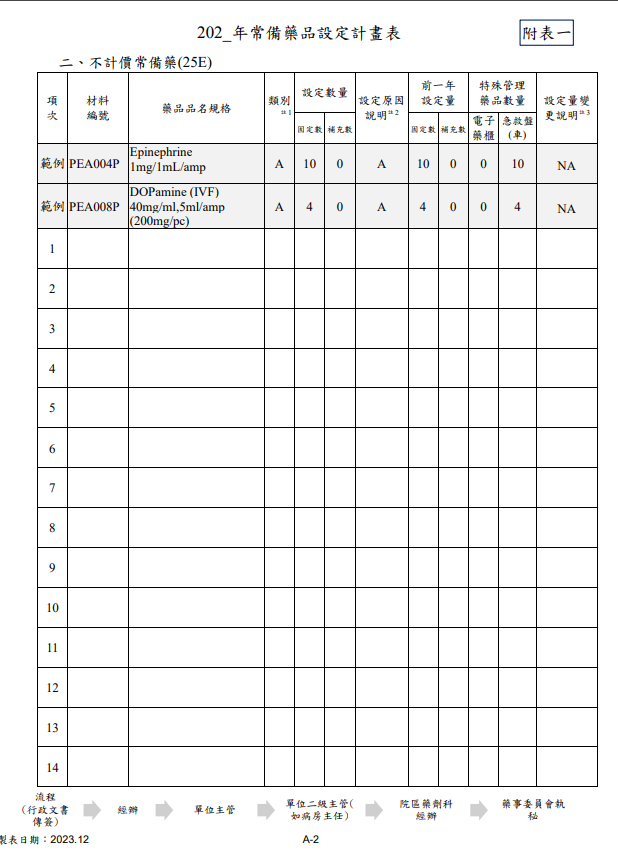 202_年常備藥品設定計畫表
附表一
二、不計價常備藥(25E)
項次 材料編號 藥品品名規格 類別註1 設定數量 設定原因說明註2 前一年設定量 特殊管理藥品數量 設定量變更說明註3
固定數 補充數 固定數 補充數 電子藥櫃 急救盤(車)
範例 PEA004P Epinephrine 1mg/1mL/amp A 10 0 A 10 0 0 10 NA
範例 PEA008P DOPamine (IVF) 40mg/ml,5ml/amp (200mg/pc) A 4 0 A 4 0 0 4 NA
1
2
3
4
5
6
7
8
9
10
11
12
13
14
流程(行政文書傳簽) 經辦 單位主管 單位二級主管(如病房主任) 院區藥劑科經辦 藥事委員會執秘
製表日期：2023.12
A-2